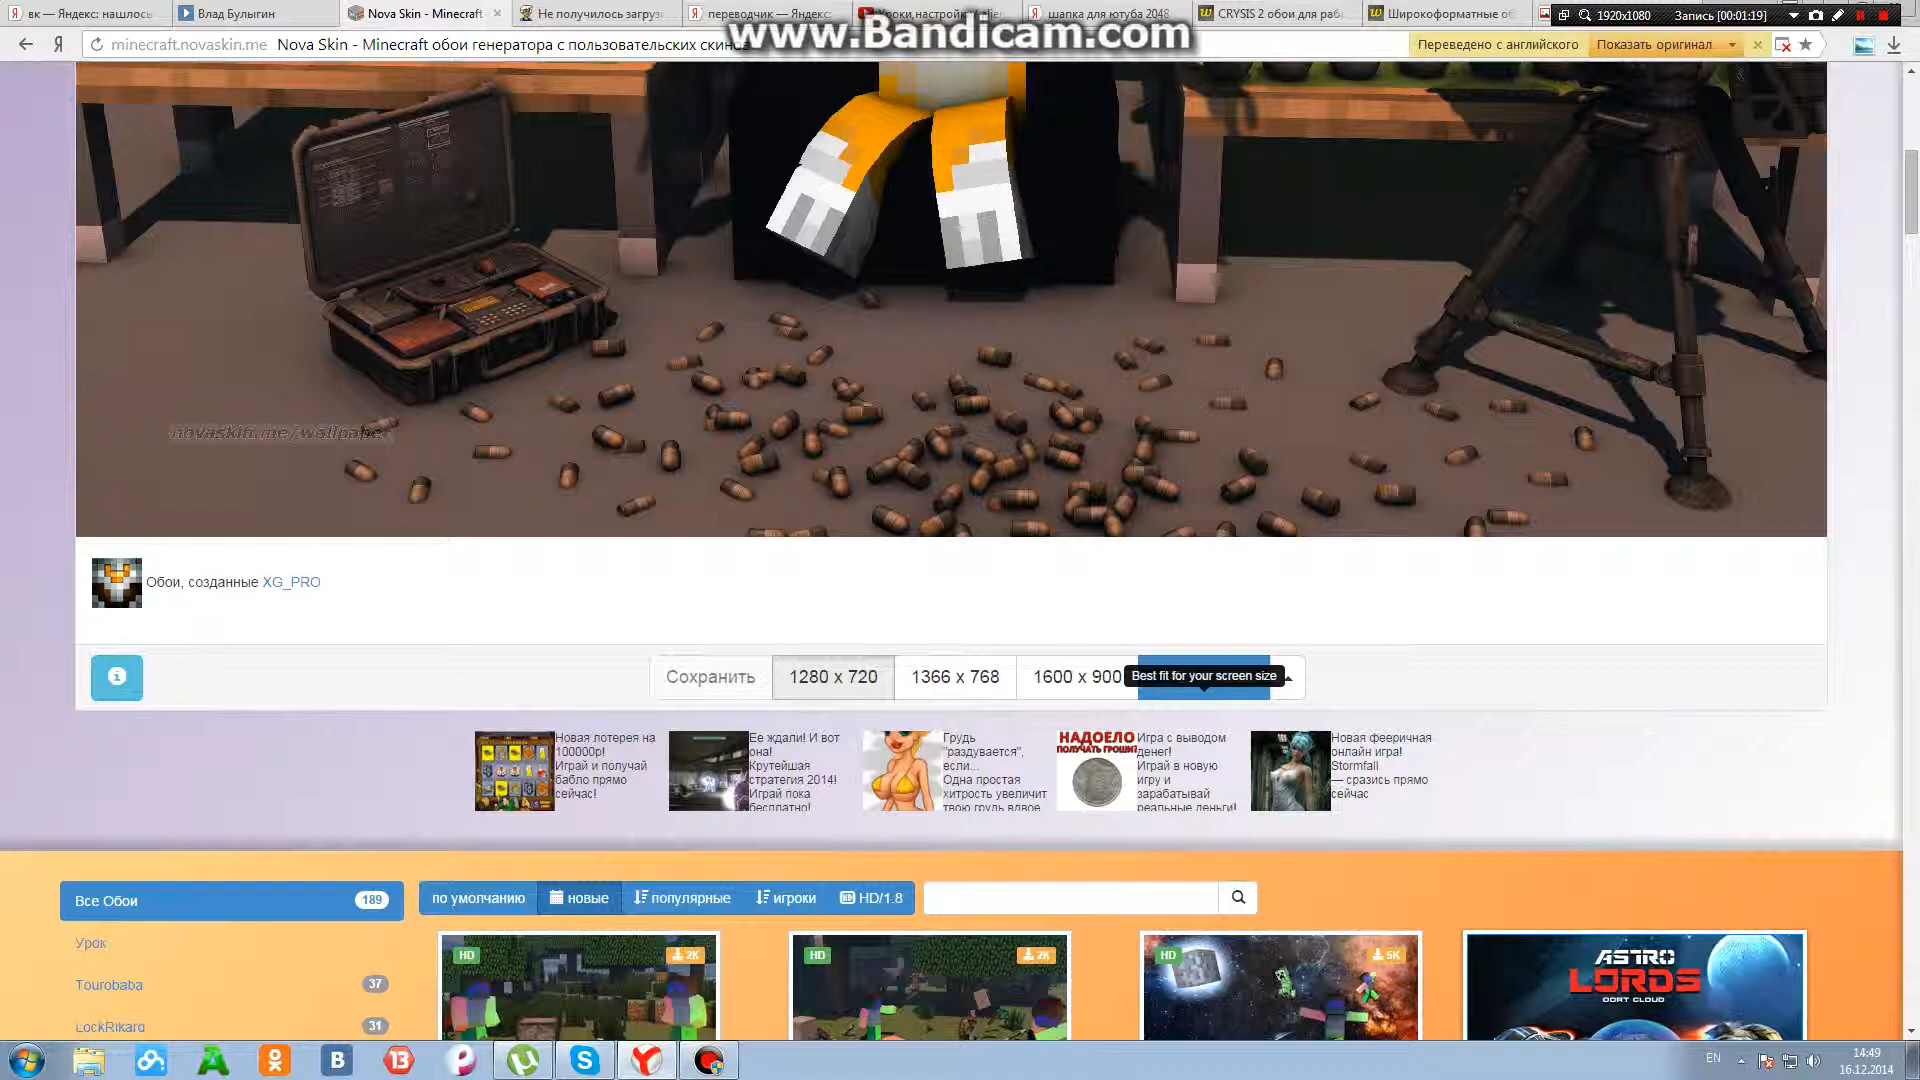 вк — Яндекс: нашлось
Влад Булыгин
Nova Skin - Minecraft
Не получилось загруз
переводчик — Яндекс:
Уроки,настройк
шапка для ютуба 2048
CRYSIS 2 обои для раб
Широкоформатные об
1920x1080
Запись [00:01:19]
www.Bandicam.com
minecraft.novaskin.me
Nova Skin - Minecraft обои генератора с пользовательских скинов
Переведено с английского
Показать оригинал
novaskin.me/wallpape
Обои, созданные XG_PRO
Сохранить
1280 x 720
1366 x 768
1600 x 900
Best fit for your screen size
Новая лотерея на
100000р!
Играй и получай
бабло прямо
сейчас!
Ее ждали! И вот
она!
Крутейшая
стратегия 2014!
Играй пока
бесплатно!
Грудь
"раздувается",
если...
Одна простая
хитрость увеличит
твою грудь вдвое
НАДОЕЛО
ПОЛУЧАТЬ ГРОШИ?
Игра с выводом
денег!
Играй в новую
игру и
зарабатывай
реальные деньги!
Новая фееричная
онлайн игра!
Stormfall
— сразись прямо
сейчас
Все Обои
189
по умолчанию
новые
популярные
игроки
HD/1.8
Урок
Tourobaba
37
LockRikard
31
HD
2K
HD
2K
HD
5K
ASTRO
LORDS
OORT CLOUD
EN
14:49
16.12.2014